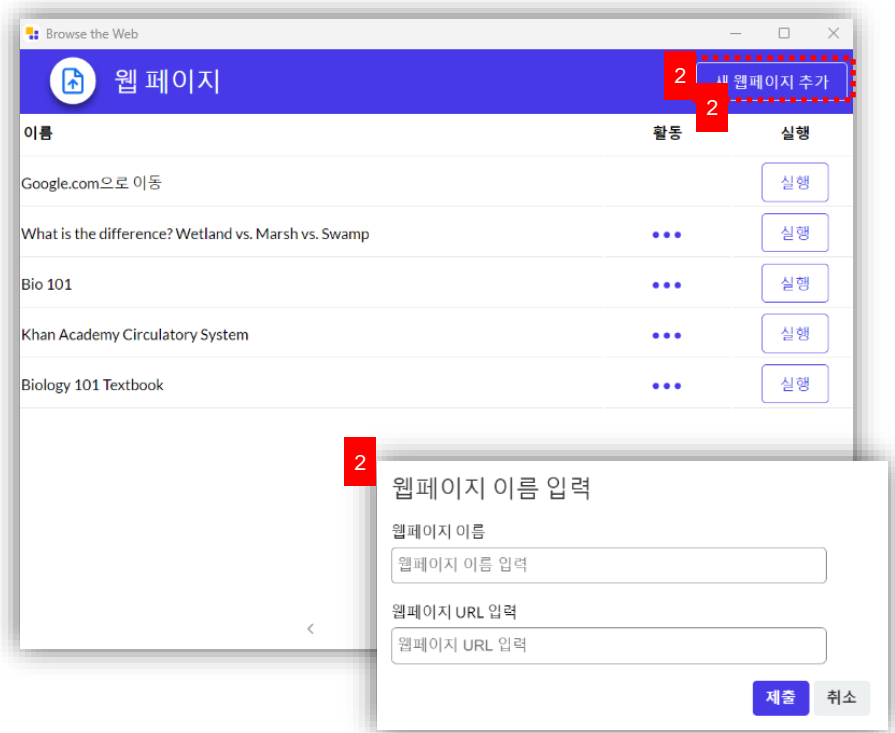 Browse the Web
웹 페이지
2
새 웹페이지 추가
2
이름 활동 실행
Google.com으로 이동 실행
What is the difference? Wetland vs. Marsh vs. Swamp 실행
Bio 101 실행
Khan Academy Circulatory System 실행
Biology 101 Textbook 실행
2
웹페이지 이름 입력
웹페이지 이름
웹페이지 이름 입력
웹페이지 URL 입력
웹페이지 URL 입력
제출 취소